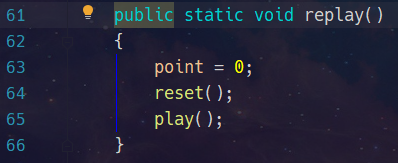 61 public static void replay()
62 {
63 point = 0;
64 reset();
65 play();
66 }